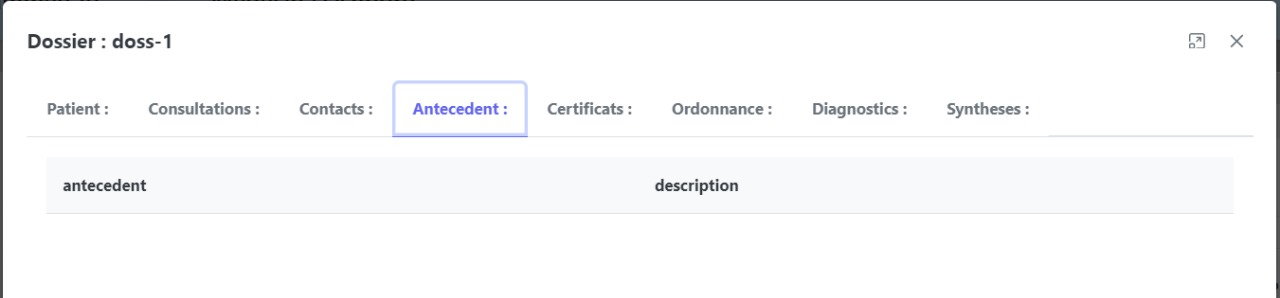 Dossier : doss-1
Patient : Consultations : Contacts : Antecedent : Certificats : Ordonnance : Diagnostics : Syntheses :
antecedent description